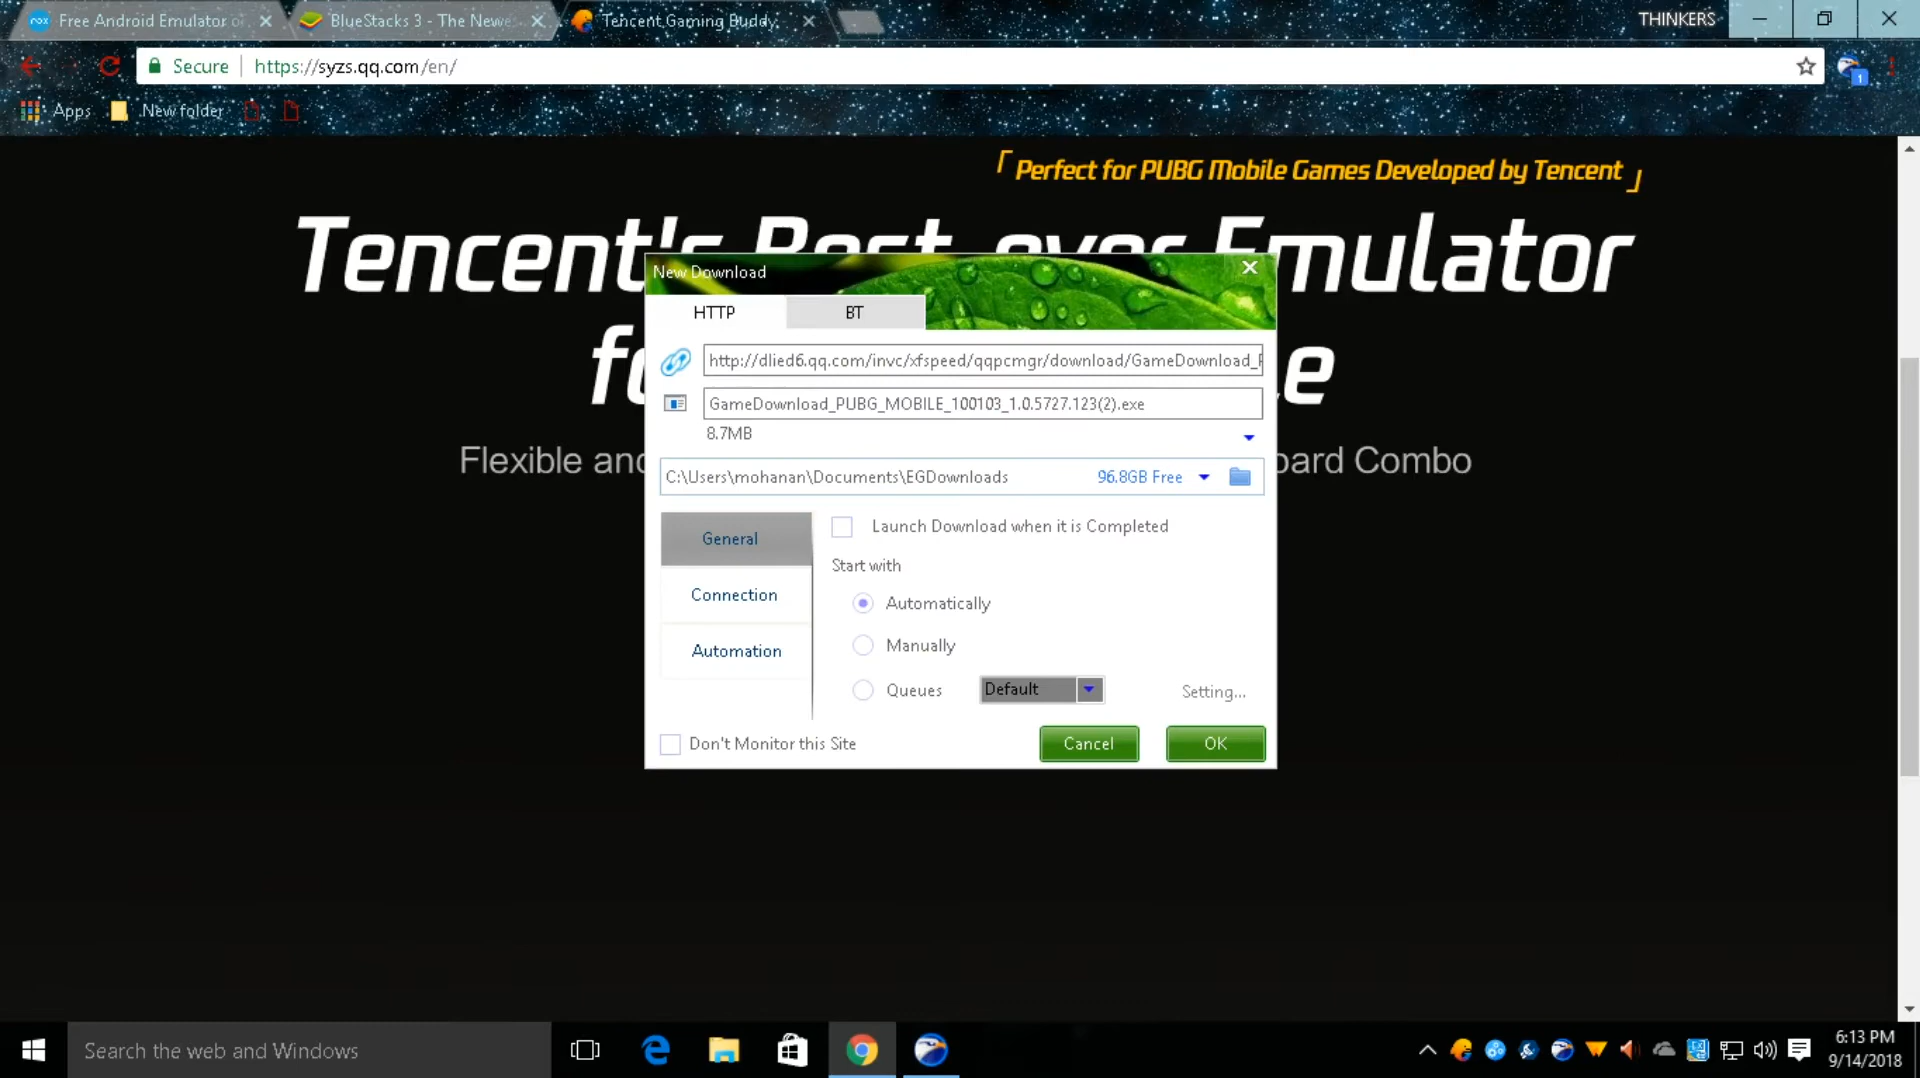 Free Android Emulator o
BlueStacks 3 - The Newe
Tencent Gaming Buddy
THINKERS
Secure
https://syzs.qq.com/en/
1
Apps
New folder
「Perfect for PUBG Mobile Games Developed by Tencent」
Tencent's Best-ever Emulator
New Download
HTTP
BT
http://dlied6.qq.com/invc/xfspeed/qqpcmgr/download/GameDownload_P
GameDownload_PUBG_MOBILE_100103_1.0.5727.123(2).exe
8.7MB
Flexible and
oard Combo
C:\Users\mohanan\Documents\EGDownloads
96.8GB Free
General
Launch Download when it is Completed
Start with
Connection
Automatically
Manually
Automation
Queues
Default
Setting...
Don't Monitor this Site
Cancel
OK
Search the web and Windows
6:13 PM
9/14/2018